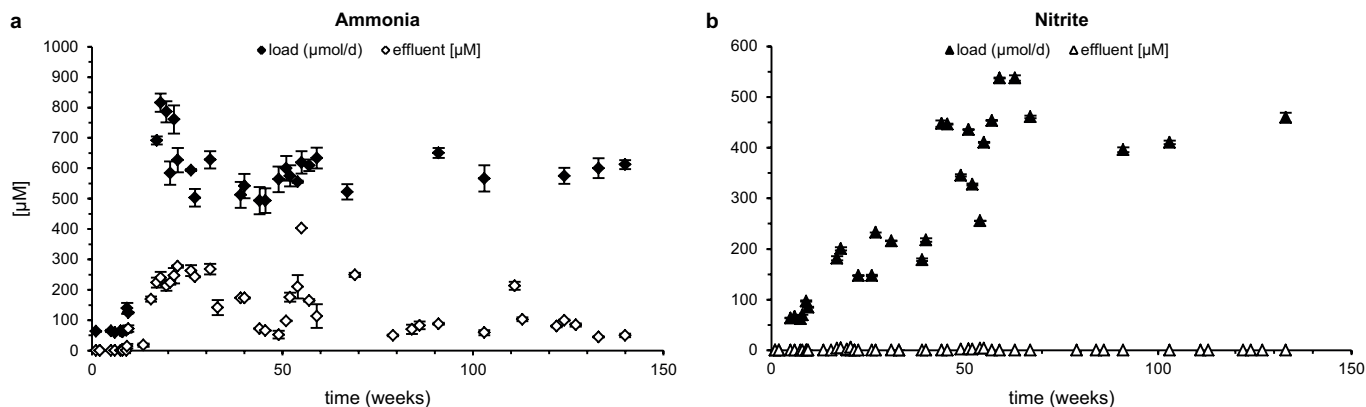 a
Ammonia
load (µmol/d) effluent [µM]
1000
900
800
700
600
500
400
300
200
100
0
[µM]
0 50 100 150
time (weeks)
b
Nitrite
load (µmol/d) effluent [µM]
600
500
400
300
200
100
0
0 50 100 150
time (weeks)